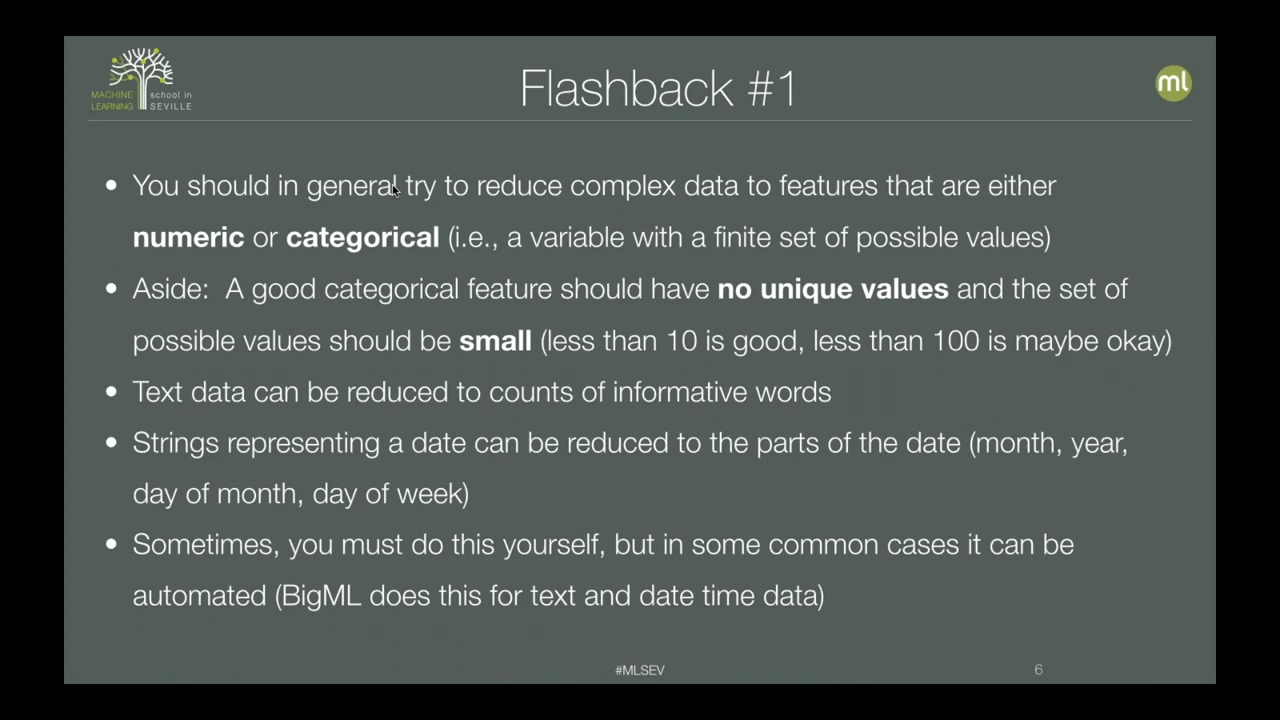 MACHINE LEARNING
school in SEVILLE
Flashback #1
ml
• You should in general try to reduce complex data to features that are either
numeric or categorical (i.e., a variable with a finite set of possible values)
• Aside:  A good categorical feature should have no unique values and the set of
possible values should be small (less than 10 is good, less than 100 is maybe okay)
• Text data can be reduced to counts of informative words
• Strings representing a date can be reduced to the parts of the date (month, year,
day of month, day of week)
• Sometimes, you must do this yourself, but in some common cases it can be
automated (BigML does this for text and date time data)
#MLSEV
6